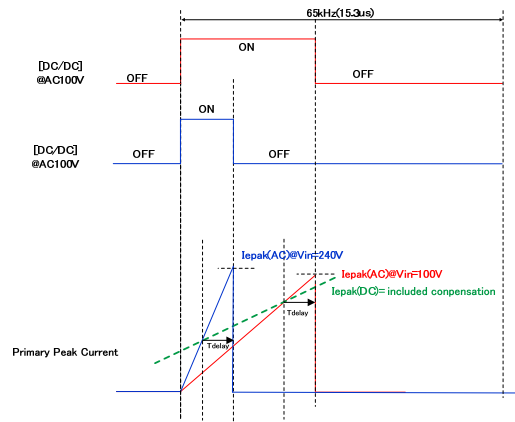 65kHz(15.3us)
ON
[DC/DC]
@AC100V
OFF
OFF
ON
[DC/DC]
@AC100V
OFF
OFF
Iepak(AC)@Vin=240V
Iepak(AC)@Vin=100V
Iepak(DC)= included conpensation
Tdelay
Tdelay
Primary Peak Current